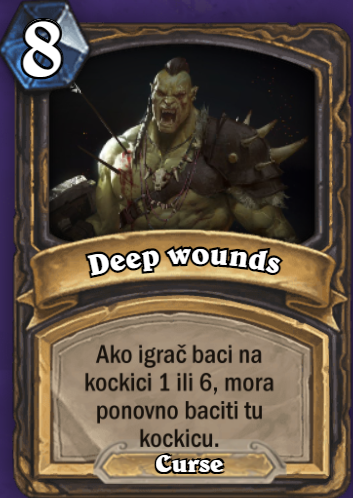 8
Deep wounds
Ako igrač baci na
kockici 1 ili 6, mora
ponovno baciti tu
kockicu.
Curse